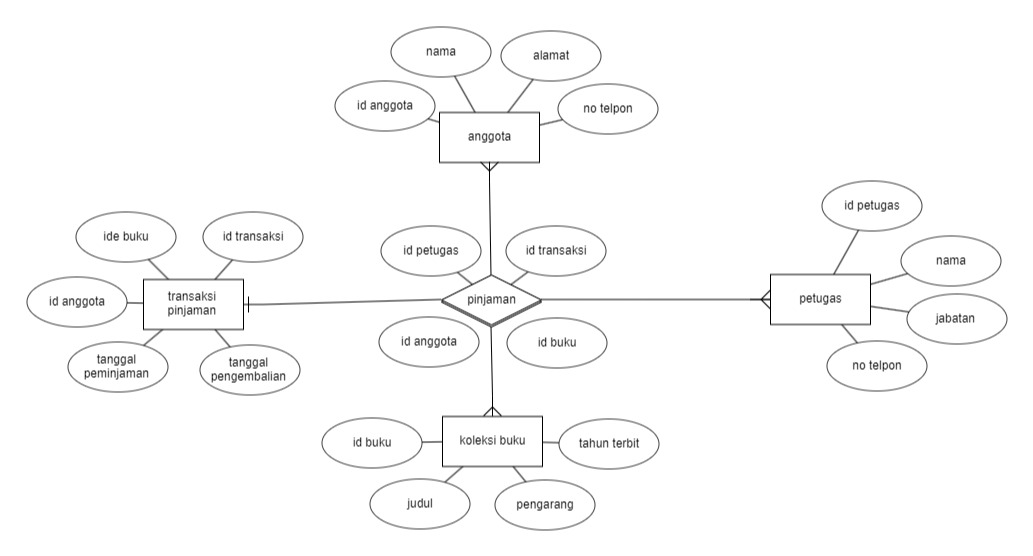 nama
alamat
id anggota
no telpon
anggota
id petugas
nama
petugas
jabatan
no telpon
ide buku
id transaksi
id anggota
transaksi
pinjaman
tanggal
peminjaman
tanggal
pengembalian
id petugas
id transaksi
pinjaman
id anggota
id buku
id buku
koleksi buku
tahun terbit
judul
pengarang